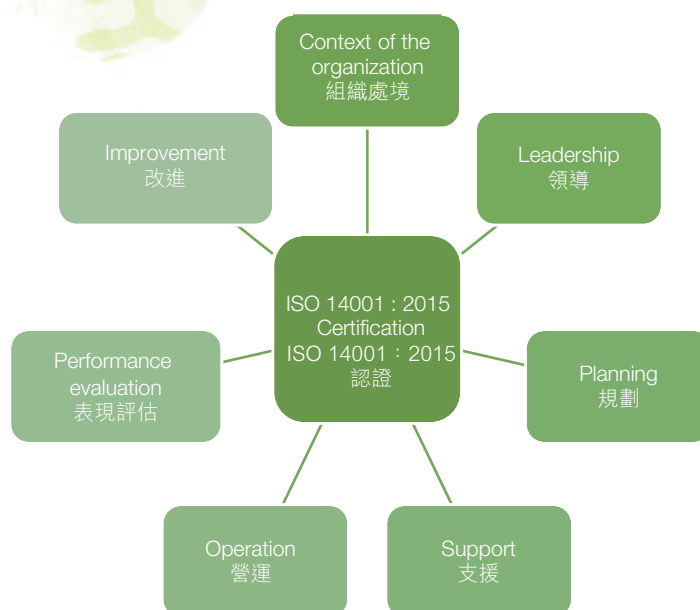 Context of the
organization
組織處境
Improvement
改進
Leadership
領導
ISO 14001 : 2015
Certification
ISO 14001：2015
認證
Performance
evaluation
表現評估
Planning
規劃
Operation
營運
Support
支援